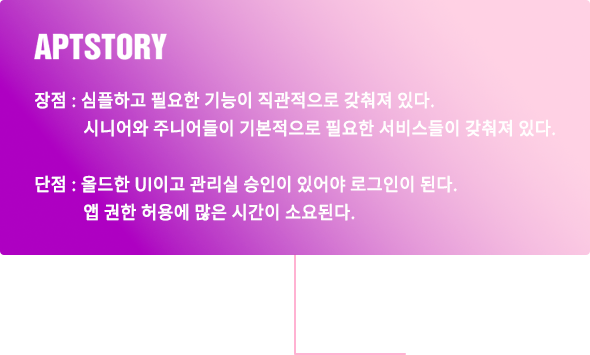 APTSTORY
장점 : 심플하고 필요한 기능이 직관적으로 갖춰져 있다.
시니어와 주니어들이 기본적으로 필요한 서비스들이 갖춰져 있다.
단점 : 올드한 UI이고 관리실 승인이 있어야 로그인이 된다.
앱 권한 허용에 많은 시간이 소요된다.